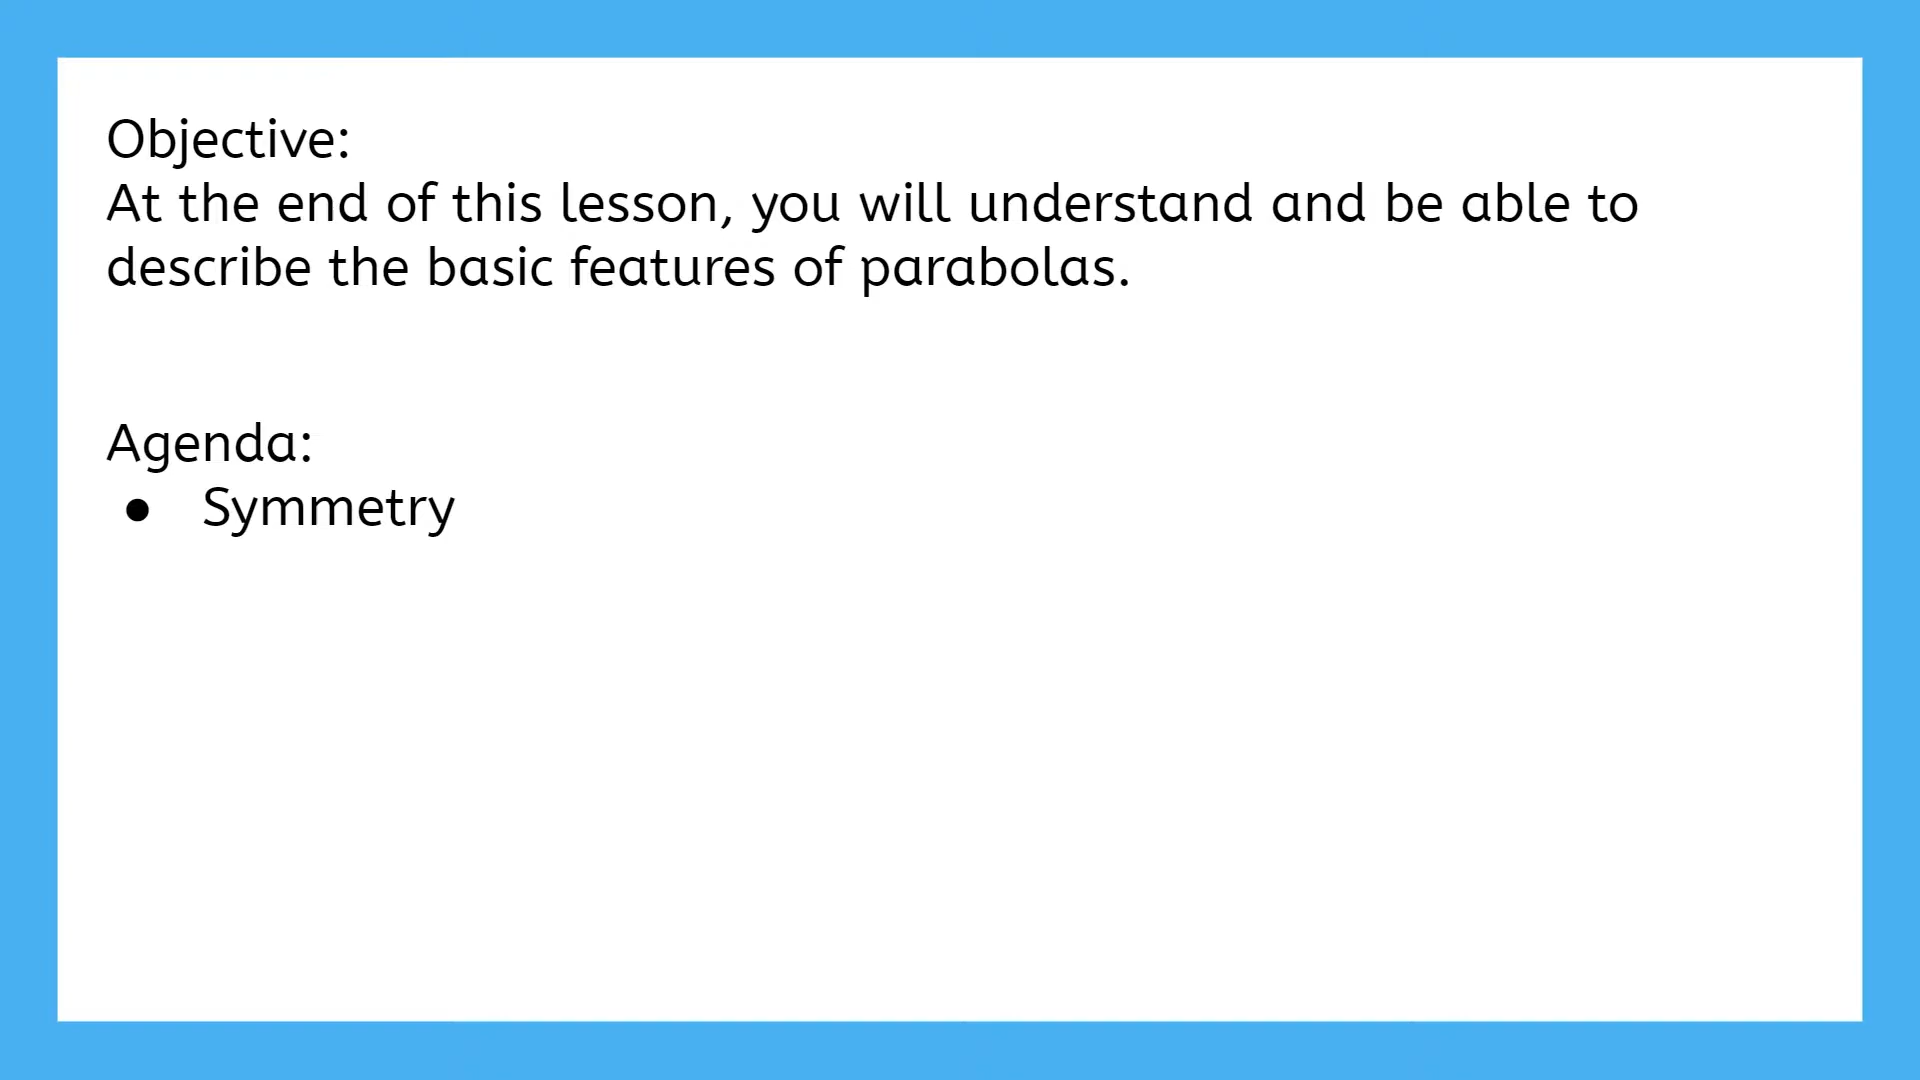 Objective:
At the end of this lesson, you will understand and be able to
describe the basic features of parabolas.
Agenda:
● Symmetry